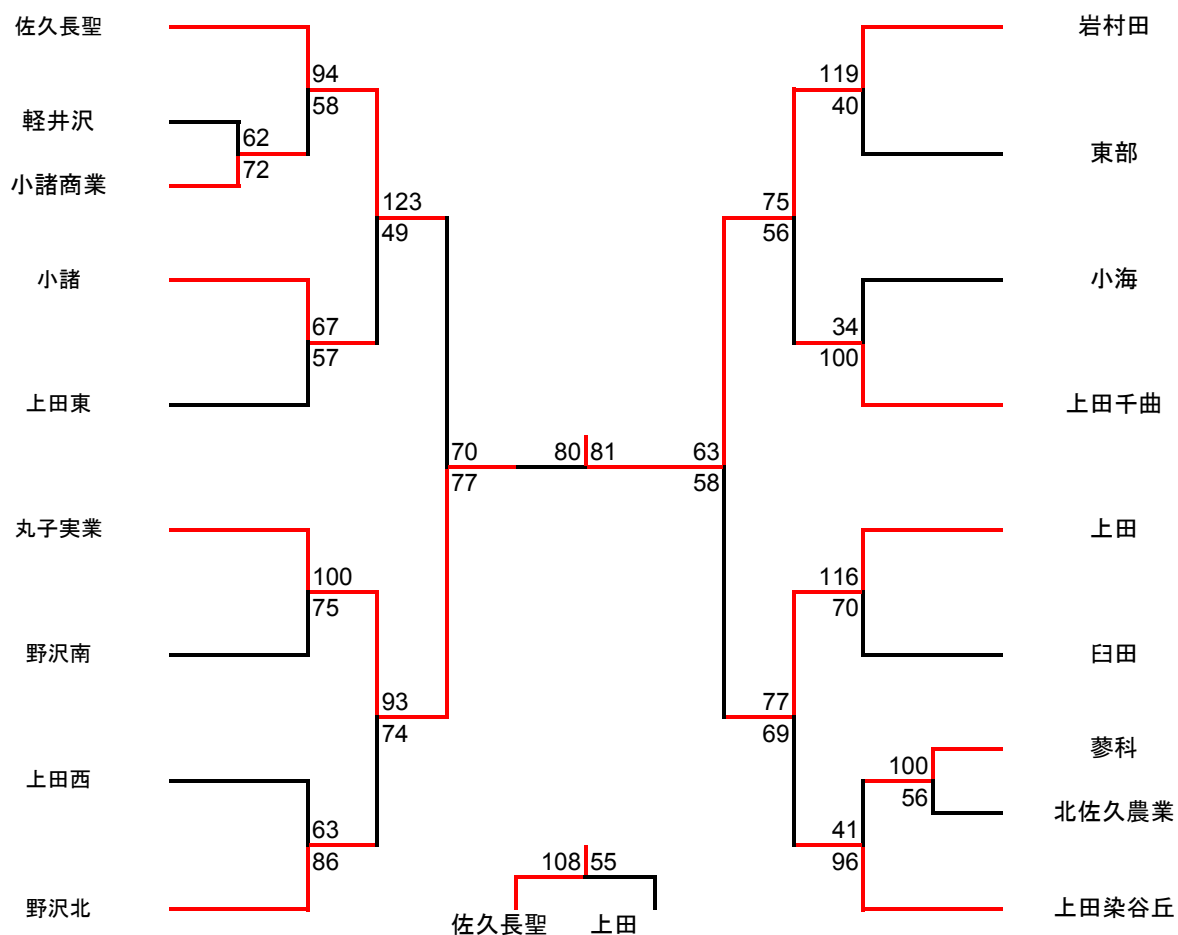 佐久長聖
94
58
軽井沢
62
72
小諸商業
123
49
小諸
67
57
上田東
70
77
丸子実業
100
75
野沢南
93
74
上田西
63
86
野沢北
80 81
岩村田
119
40
東部
75
56
小海
34
100
上田千曲
63
58
上田
116
70
臼田
77
69
蓼科
100
56
北佐久農業
41
96
上田染谷丘
108 55
佐久長聖 上田